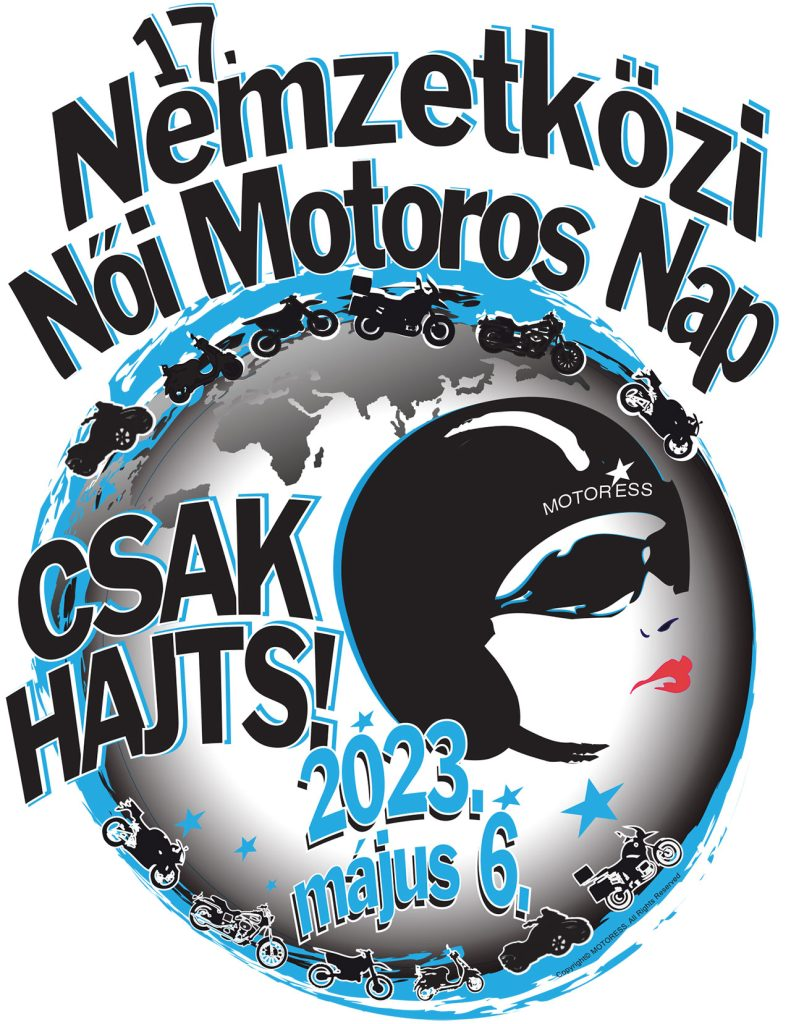 17.
Nemzetközi
Női Motoros Nap
MOTORESS
CSAK
HAJTS!
2023.
május 6.
Copyright© MOTORESS. All Rights Reserved